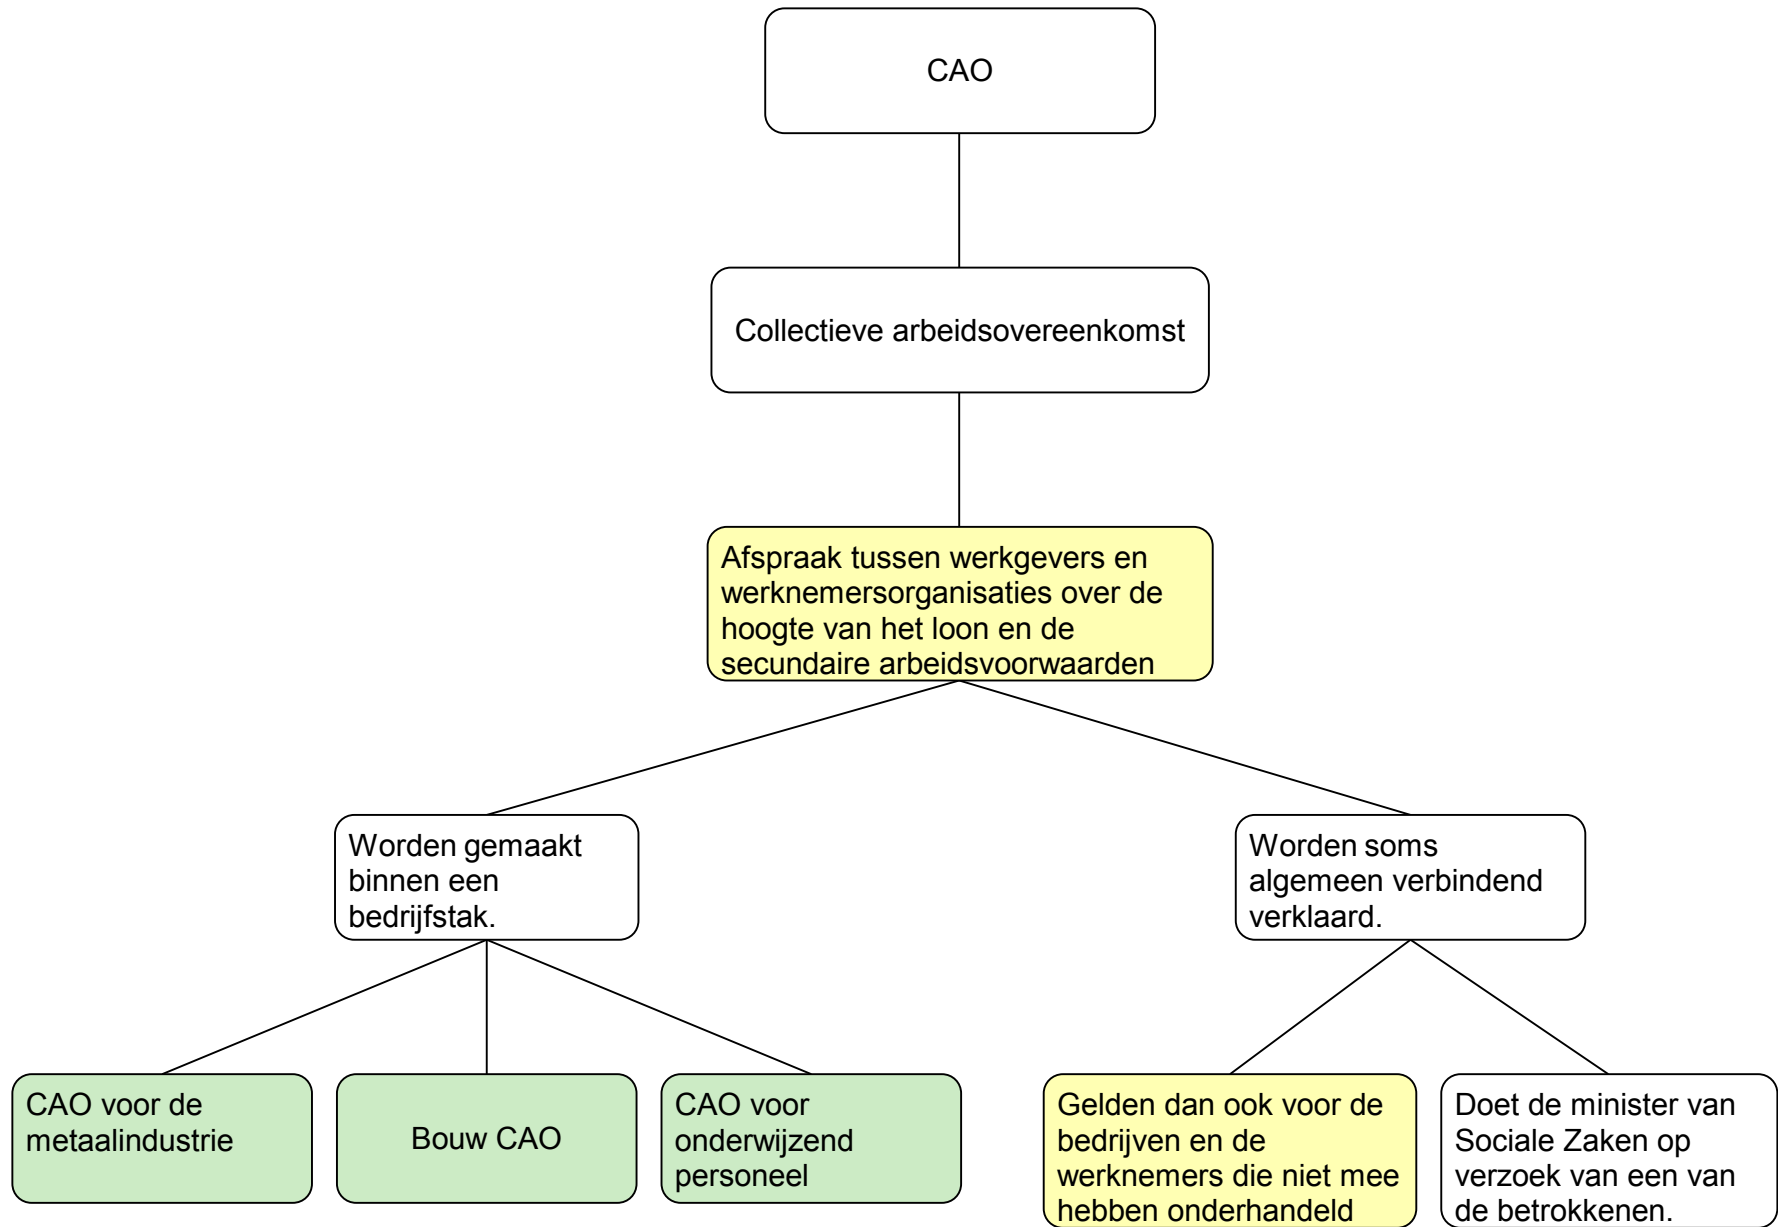 CAO
Collectieve arbeidsovereenkomst
Afspraak tussen werkgevers en
werknemersorganisaties over de
hoogte van het loon en de
secundaire arbeidsvoorwaarden
Worden gemaakt
binnen een
bedrijfstak.
Worden soms
algemeen verbindend
verklaard.
CAO voor de
metaalindustrie
Bouw CAO
CAO voor
onderwijzend
personeel
Gelden dan ook voor de
bedrijven en de
werknemers die niet mee
hebben onderhandeld
Doet de minister van
Sociale Zaken op
verzoek van een van
de betrokkenen.